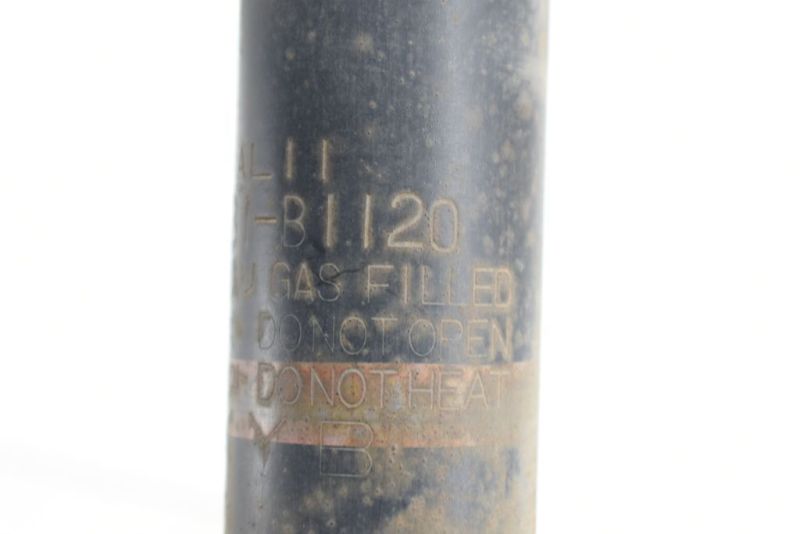 AL11
-B1120
GAS FILLED
DO NOT OPEN
DO NOT HEAT
Y B